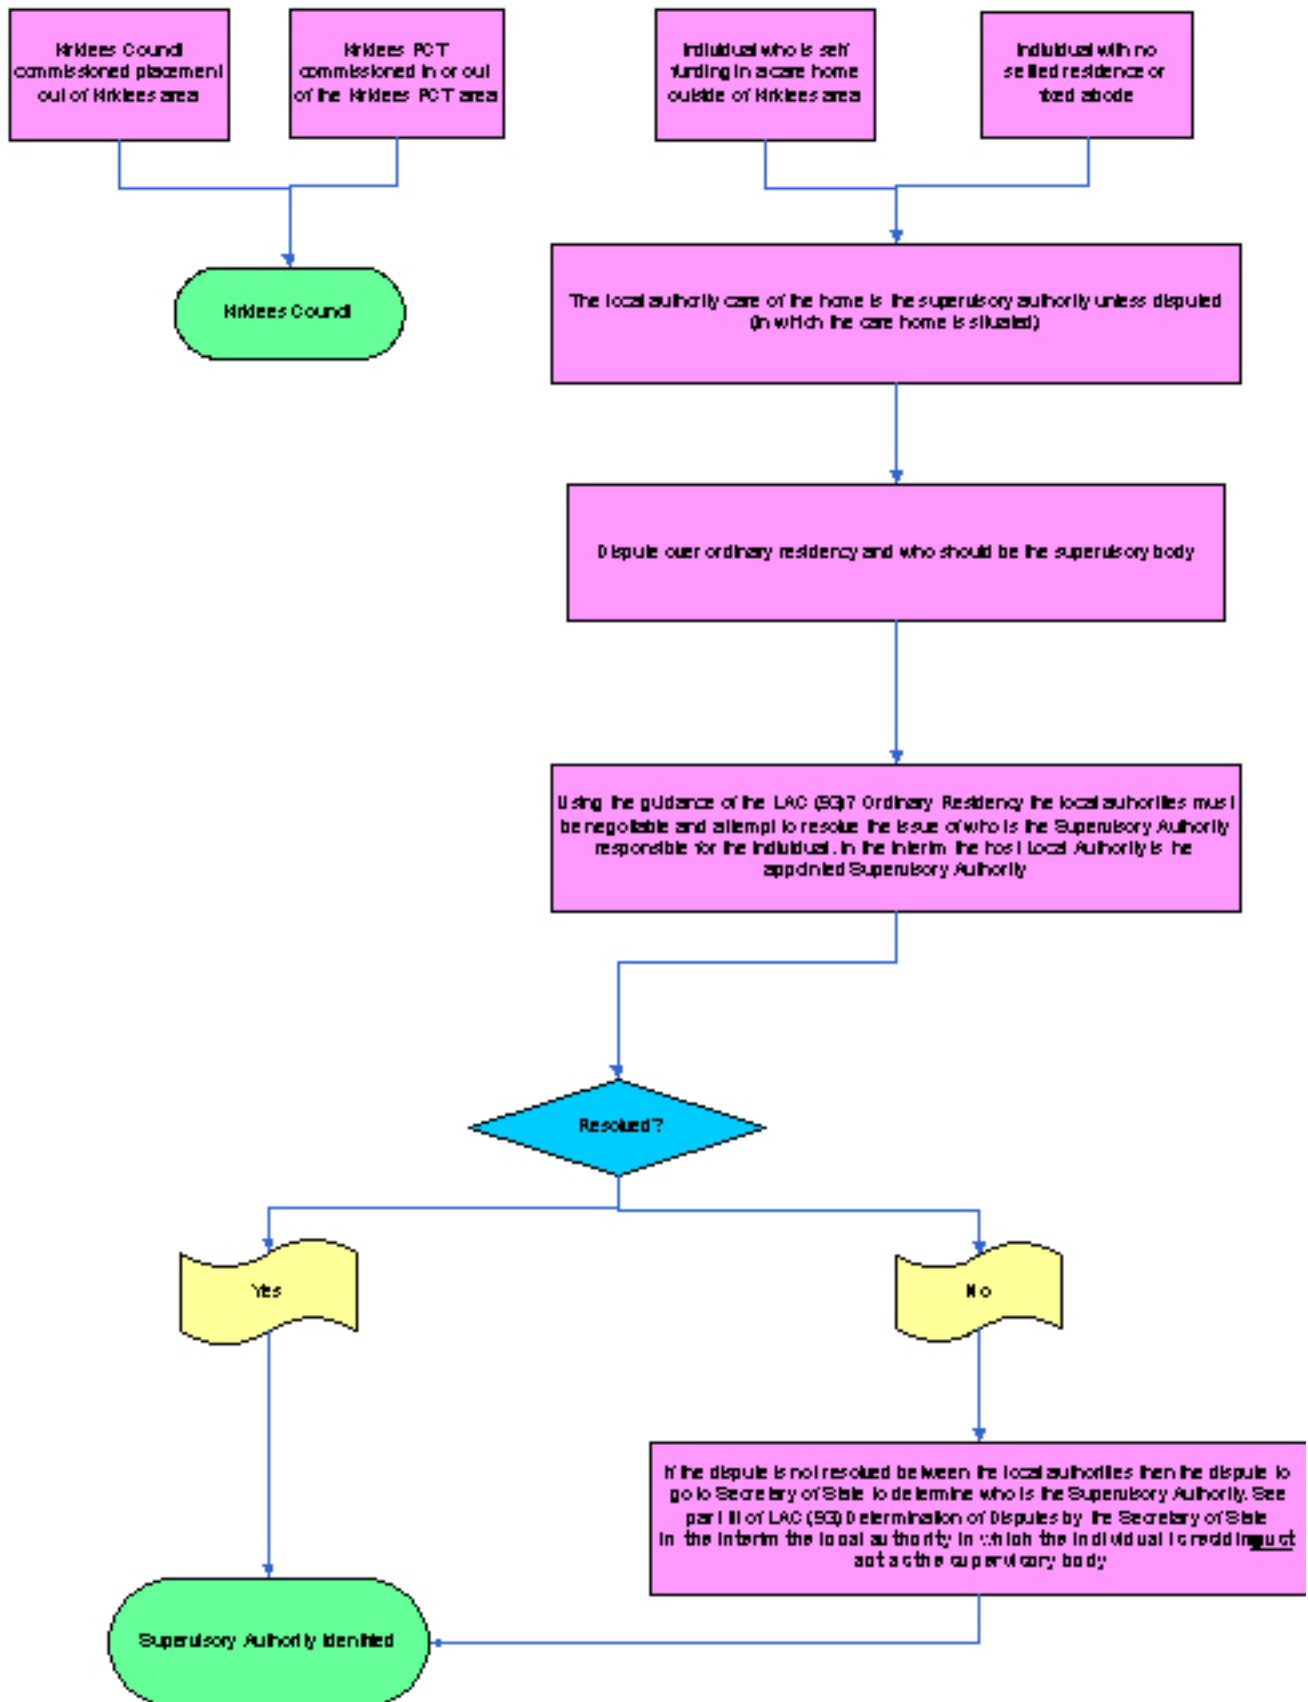 Kirklees Council
commissioned placement
out of Kirklees area
Kirklees PCT
commissioned in or out
of the Kirklees PCT area
Individual who is self
funding in a care home
outside of Kirklees area
Individual with no
settled residence or
fixed abode
Kirklees Council
The local authority care of the home is the supervisory authority unless disputed
(in which the care home is situated)
Dispute over ordinary residency and who should be the supervisory body
Using the guidance of the LAC (93)7 Ordinary Residency the local authorities must
be negotiable and attempt to resolve the issue of who is the Supervisory Authority
responsible for the individual. In the interim the host Local Authority is the
appointed Supervisory Authority
Resolved?
Yes
No
If the dispute is not resolved between the local authorities then the dispute to
go to Secretary of State to determine who is the Supervisory Authority. See
part III of LAC (93) Determination of Disputes by the Secretary of State
In the interim the local authority in which the individual is residing must
act as the supervisory body
Supervisory Authority Identified